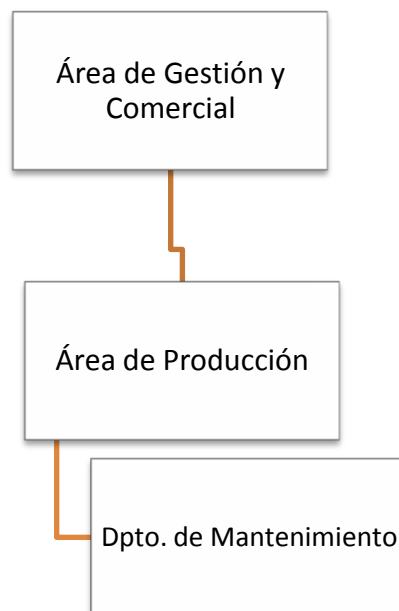 Área de Gestión y
Comercial
Área de Producción
Dpto. de Mantenimiento